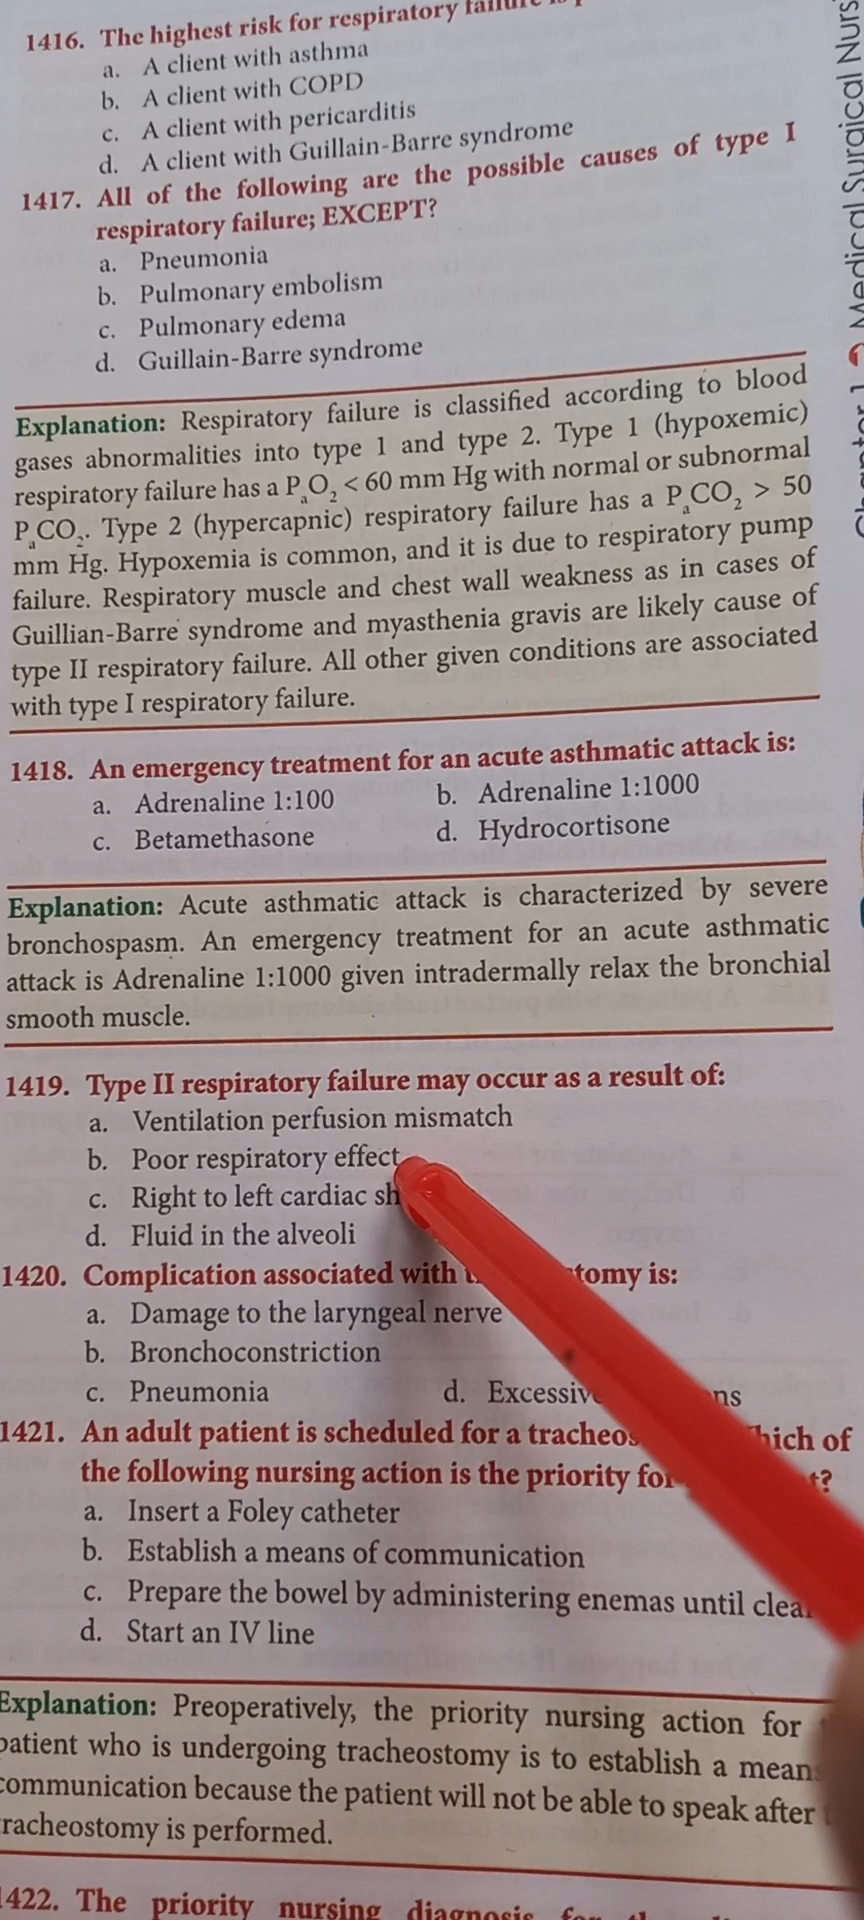 1416. The highest risk for respiratory
a. A client with asthma
b. A client with COPD
c. A client with pericarditis
d. A client with Guillain-Barre syndrome
1417. All of the following are the possible causes of type I
respiratory failure; EXCEPT?
a. Pneumonia
b. Pulmonary embolism
c. Pulmonary edema
d. Guillain-Barre syndrome
Explanation: Respiratory failure is classified according to blood
gases abnormalities into type 1 and type 2. Type 1 (hypoxemic)
respiratory failure has a PaO2 < 60 mm Hg with normal or subnormal
PaCO2. Type 2 (hypercapnic) respiratory failure has a PaCO2 > 50
mm Hg. Hypoxemia is common, and it is due to respiratory pump
failure. Respiratory muscle and chest wall weakness as in cases of
Guillian-Barre syndrome and myasthenia gravis are likely cause of
type II respiratory failure. All other given conditions are associated
with type I respiratory failure.
1418. An emergency treatment for an acute asthmatic attack is:
a. Adrenaline 1:100 b. Adrenaline 1:1000
c. Betamethasone d. Hydrocortisone
Explanation: Acute asthmatic attack is characterized by severe
bronchospasm. An emergency treatment for an acute asthmatic
attack is Adrenaline 1:1000 given intradermally relax the bronchial
smooth muscle.
1419. Type II respiratory failure may occur as a result of:
a. Ventilation perfusion mismatch
b. Poor respiratory effect
c. Right to left cardiac
d. Fluid in the alveoli
1420. Complication associated with is:
a. Damage to the laryngeal nerve
b. Bronchoconstriction
c. Pneumonia d.
1421. An adult patient is scheduled for a of
the following nursing action is the priority
a. Insert a Foley catheter
b. Establish a means of communication
c. Prepare the bowel by administering enemas until
d. Start an IV line
Explanation: Preoperatively, the priority nursing action for
patient who is undergoing tracheostomy is to establish a
communication because the patient will not be able to speak after
tracheostomy is performed.
1422. The priority nursing diagnosis
Medical Surgical